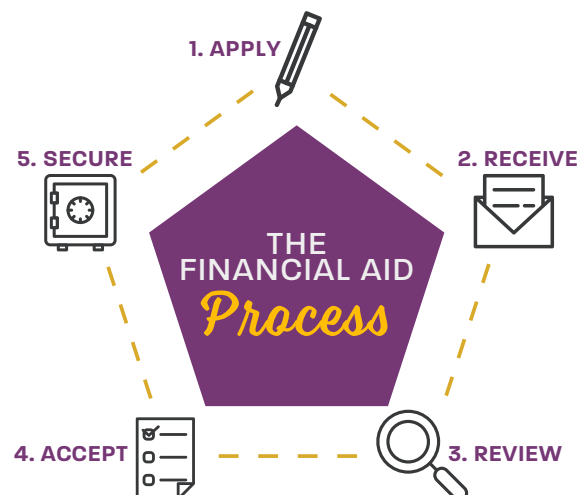 1. APPLY
2. RECEIVE
3. REVIEW
4. ACCEPT
5. SECURE
THE
FINANCIAL AID
Process